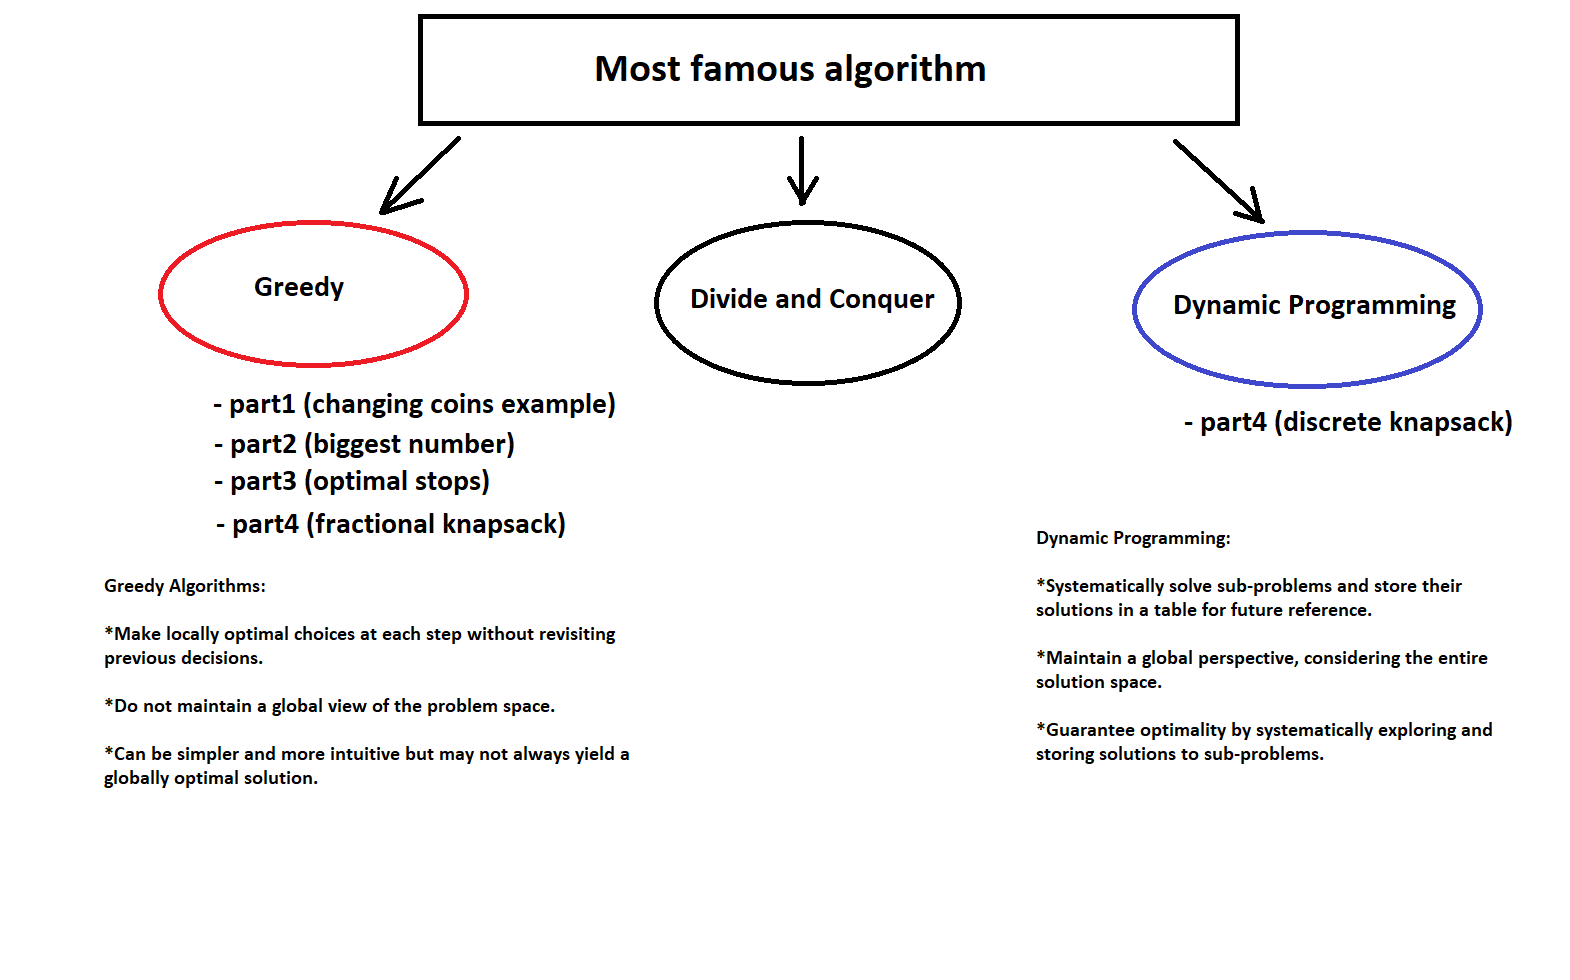 Most famous algorithm
Greedy
Divide and Conquer
Dynamic Programming
- part1 (changing coins example)
- part2 (biggest number)
- part3 (optimal stops)
- part4 (fractional knapsack)
- part4 (discrete knapsack)
Greedy Algorithms:
*Make locally optimal choices at each step without revisiting
previous decisions.
*Do not maintain a global view of the problem space.
*Can be simpler and more intuitive but may not always yield a
globally optimal solution.
Dynamic Programming:
*Systematically solve sub-problems and store their
solutions in a table for future reference.
*Maintain a global perspective, considering the entire
solution space.
*Guarantee optimality by systematically exploring and
storing solutions to sub-problems.